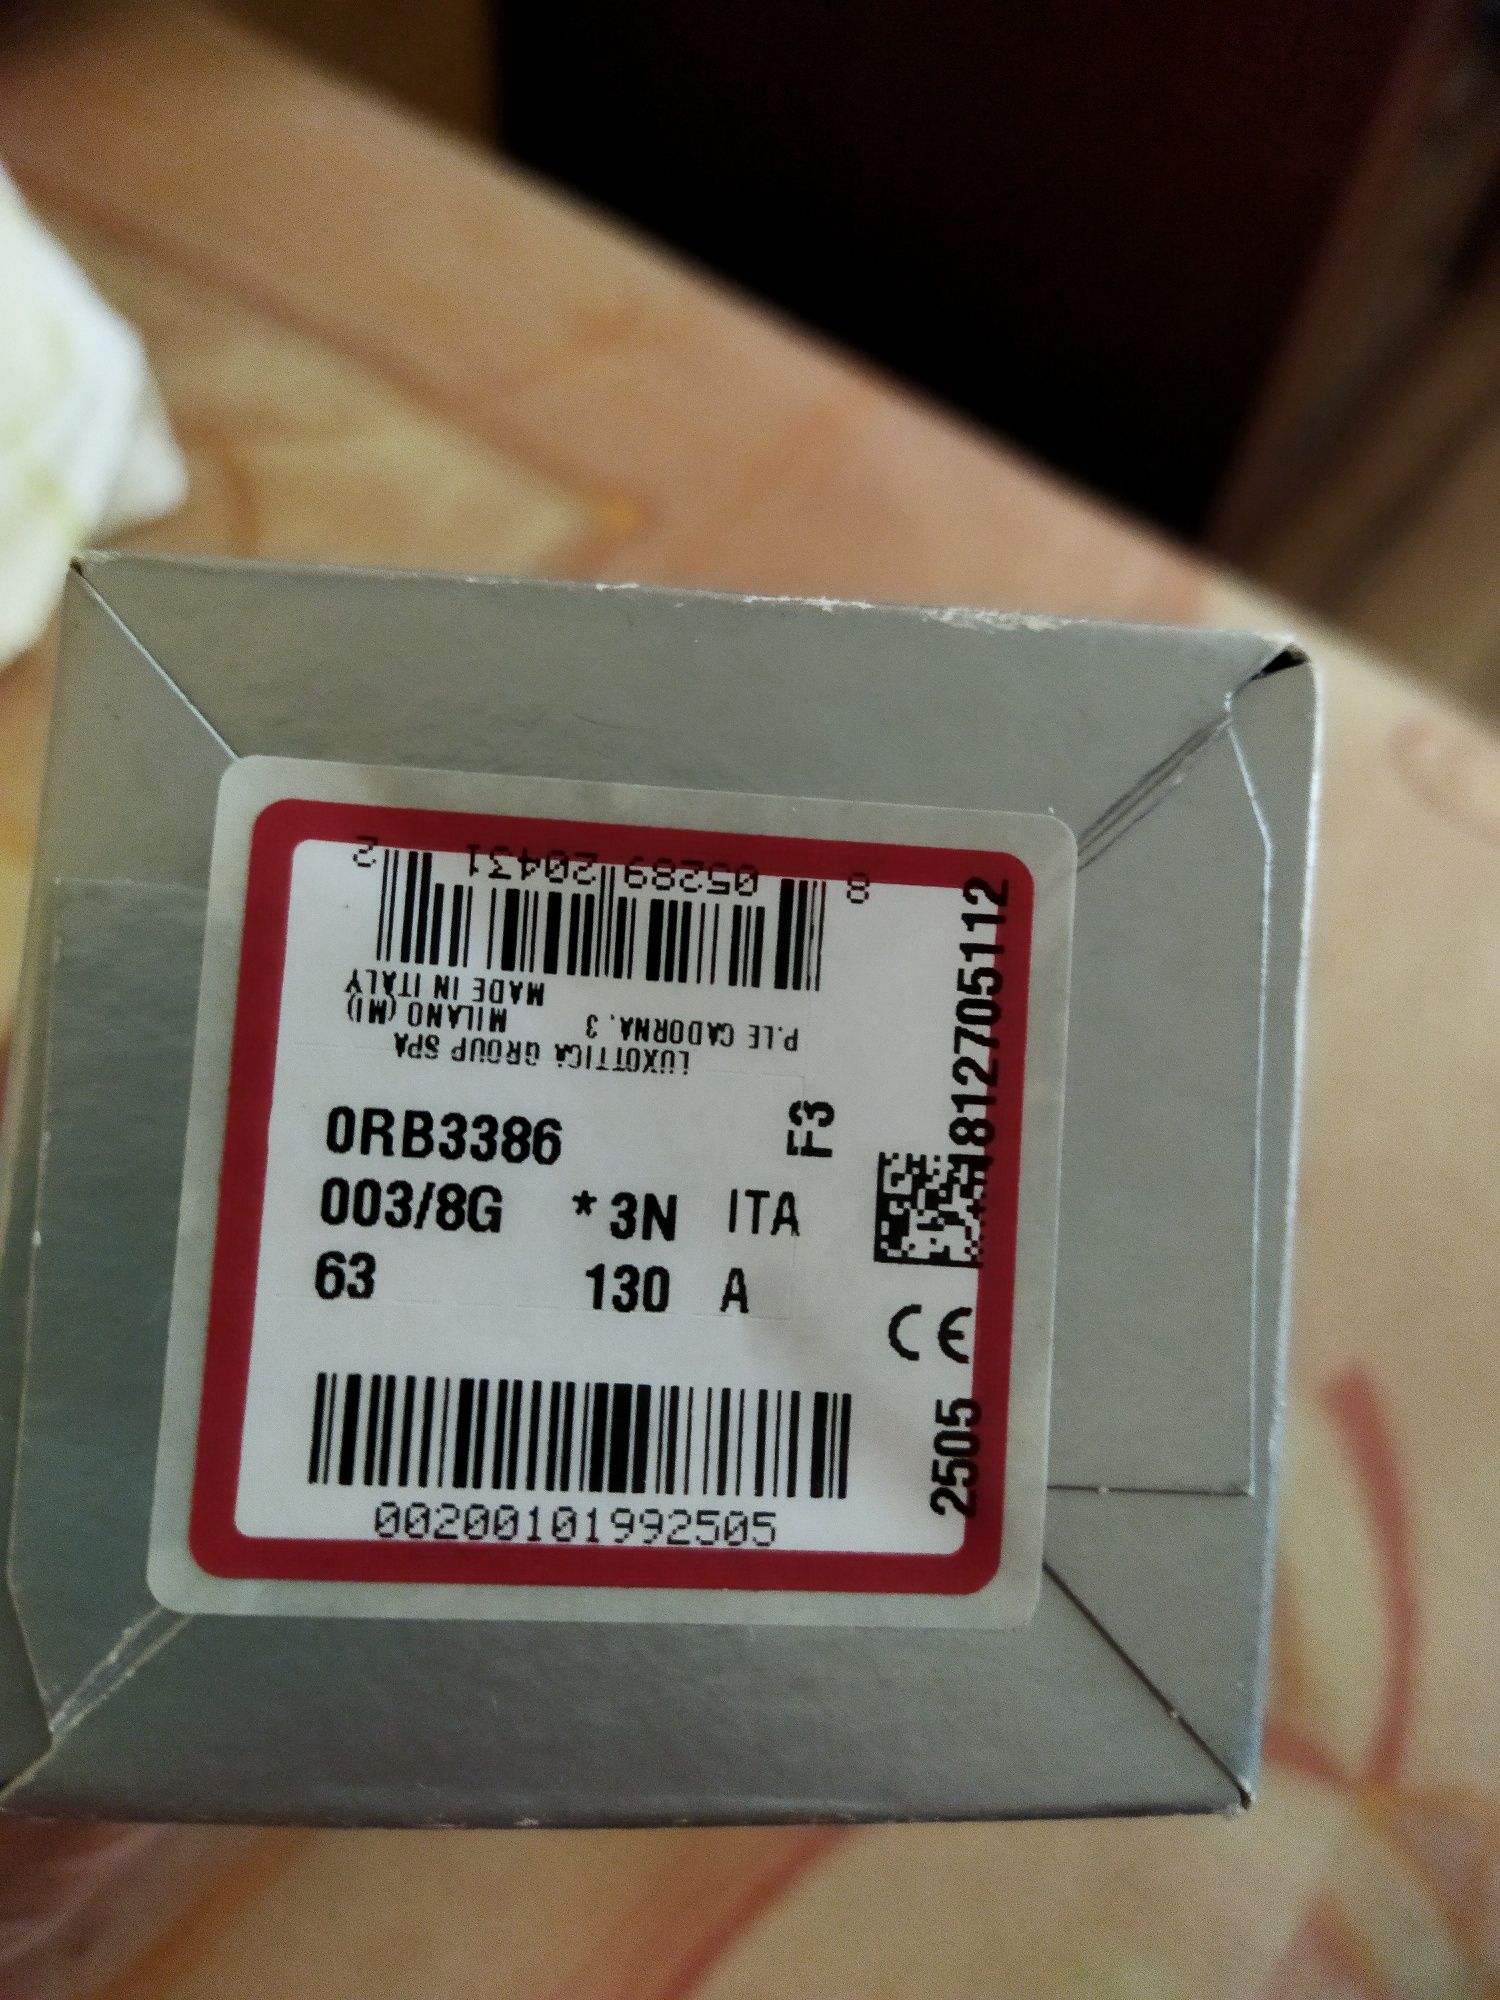 8 05289 20431 2
LUXOTTICA GROUP SPA
P.LE CADORNA, 3 MILANO (MI)
MADE IN ITALY
0RB3386 F3
003/8G *3N ITA
63 130 A
00200101992505
1812705112
CE
2505